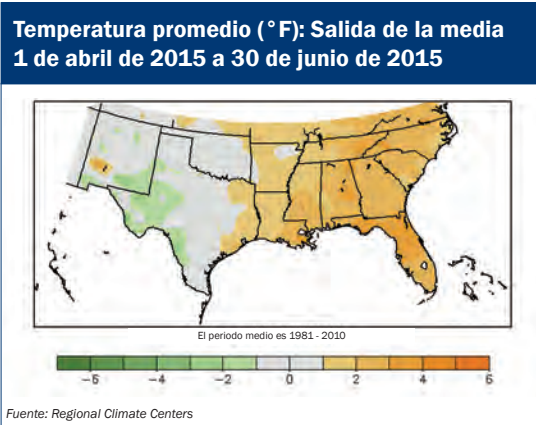 Temperatura promedio (°F): Salida de la media
1 de abril de 2015 a 30 de junio de 2015
El periodo medio es 1981 - 2010
-6 -4 -2 0 2 4 6
Fuente: Regional Climate Centers